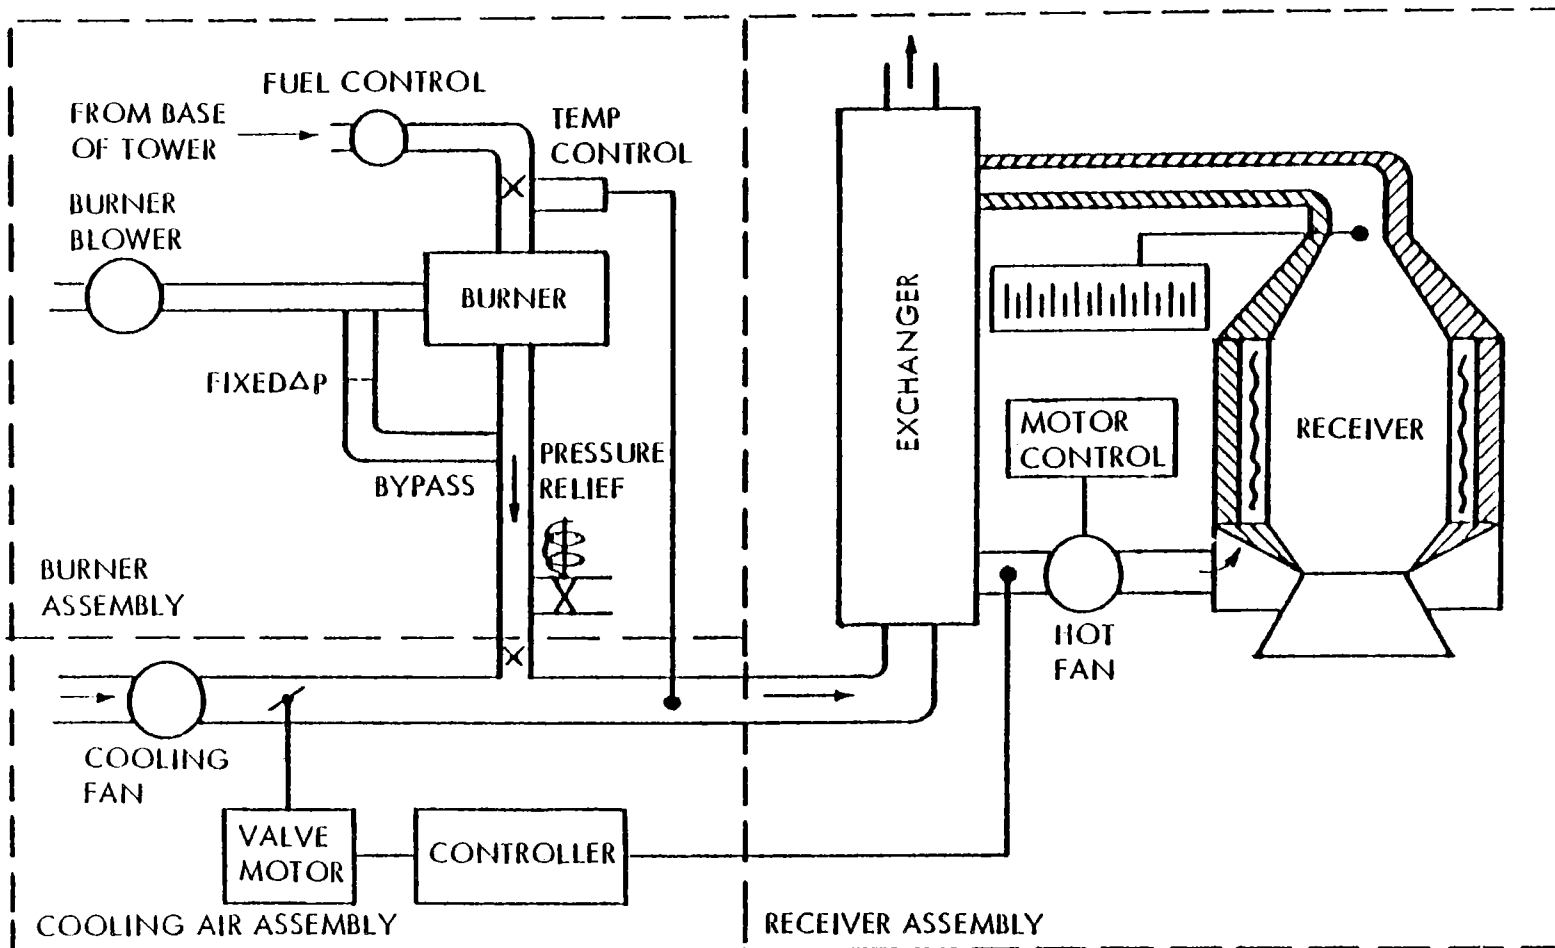 FUEL CONTROL
FROM BASE
OF TOWER
TEMP
CONTROL
BURNER
BLOWER
BURNER
FIXED∆P
BYPASS
PRESSURE
RELIEF
BURNER
ASSEMBLY
COOLING
FAN
VALVE
MOTOR
CONTROLLER
COOLING AIR ASSEMBLY
EXCHANGER
MOTOR
CONTROL
RECEIVER
HOT
FAN
RECEIVER ASSEMBLY